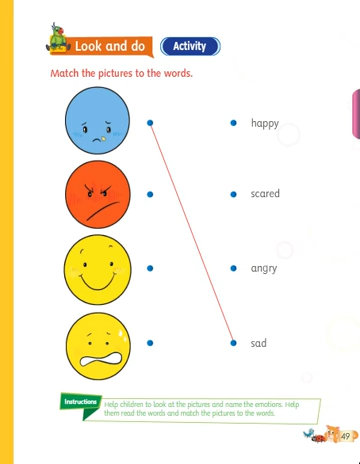 Look and do
Activity
Match the pictures to the words.
happy
scared
angry
sad
Instructions
Help children to look at the pictures and name the emotions. Help
them read the words and match the pictures to the words.
49